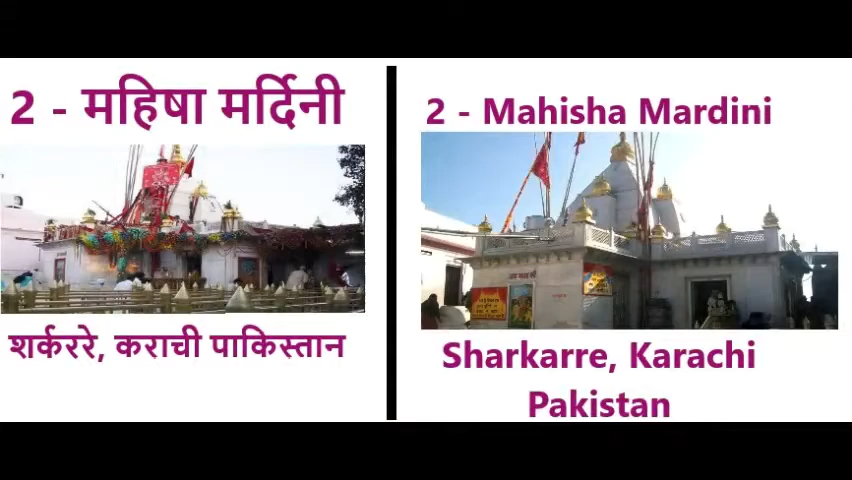 2 - महिषा मर्दिनी
शर्कररे, कराची पाकिस्तान
2 - Mahisha Mardini
Sharkarre, Karachi
Pakistan